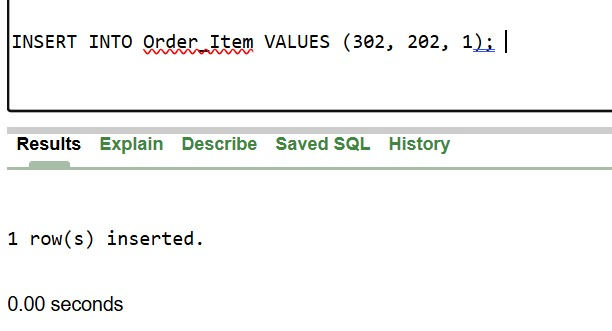 INSERT INTO Order_Item VALUES (302, 202, 1);
Results Explain Describe Saved SQL History
1 row(s) inserted.
0.00 seconds